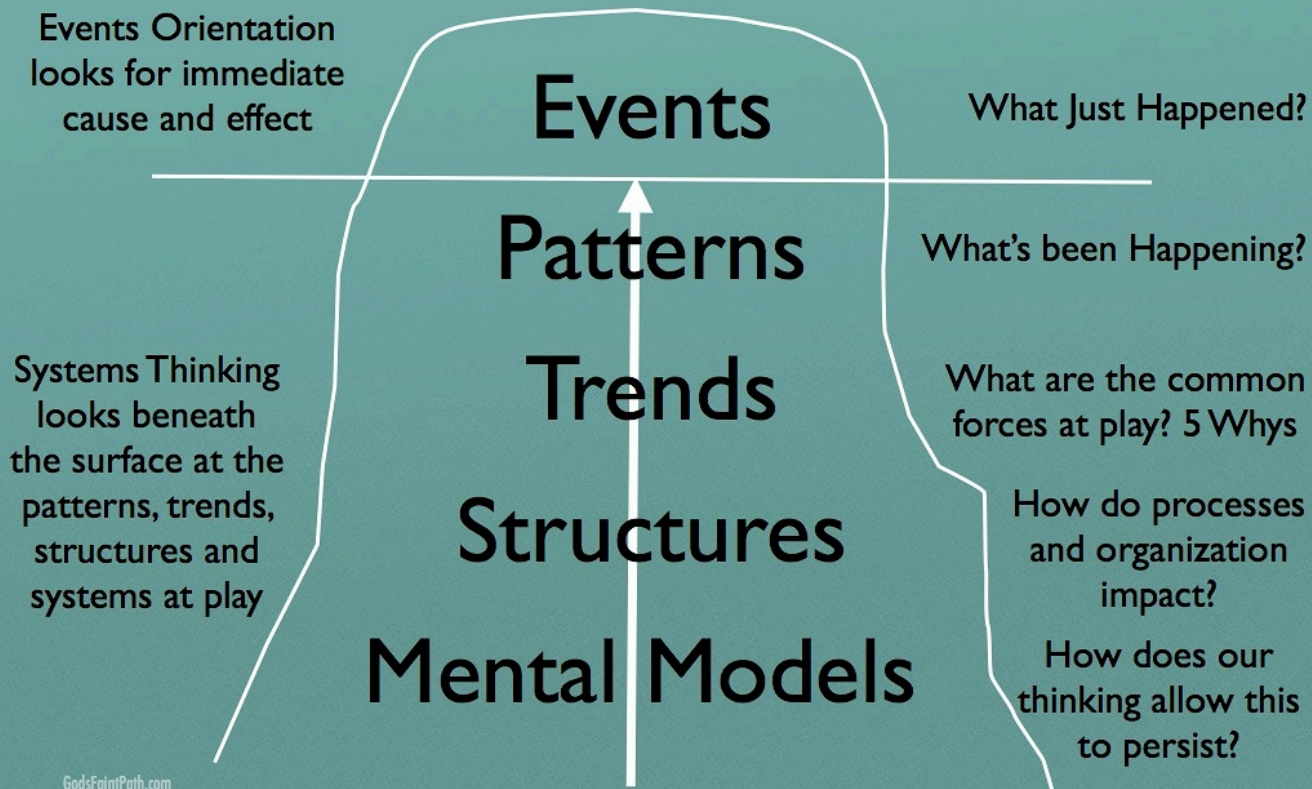 Events Orientation
looks for immediate
cause and effect
Events
What Just Happened?
Patterns
What's been Happening?
Trends
What are the common
forces at play? 5 Whys
Systems Thinking
looks beneath
the surface at the
patterns, trends,
structures and
systems at play
Structures
How do processes
and organization
impact?
Mental Models
How does our
thinking allow this
to persist?
GodsFaintPath.com